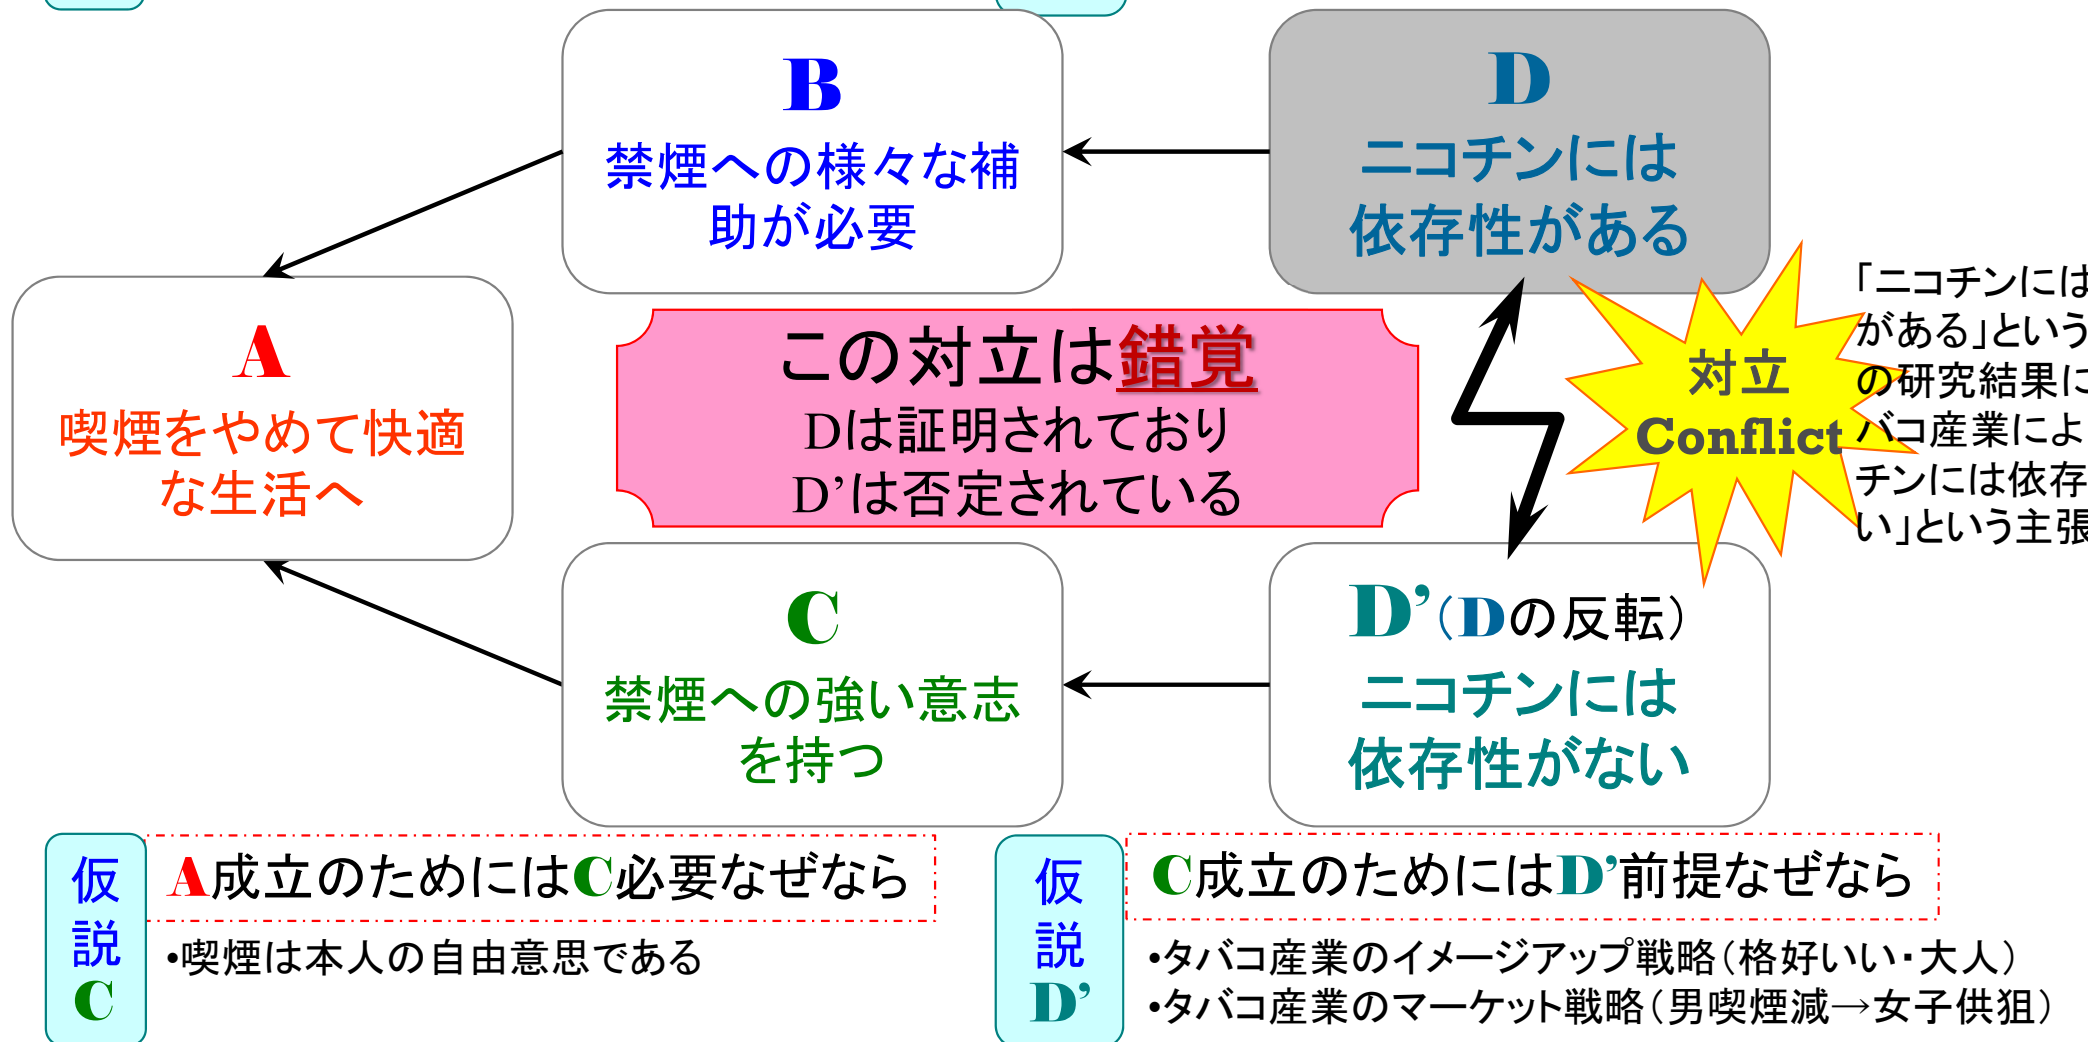 B
禁煙への様々な補
助が必要
D
ニコチンには
依存性がある
A
喫煙をやめて快適
な生活へ
この対立は錯覚
Dは証明されており
D’は否定されている
対立
Conflict
「ニコチンには
がある」という
の研究結果に
バコ産業によ
チンには依存
い」という主張
C
禁煙への強い意志
を持つ
D’（Dの反転）
ニコチンには
依存性がない
仮
説
C
A成立のためにはC必要なぜなら
•喫煙は本人の自由意思である
仮
説
D’
C成立のためにはD’前提なぜなら
•タバコ産業のイメージアップ戦略（格好いい・大人）
•タバコ産業のマーケット戦略（男喫煙減→女子供狙）